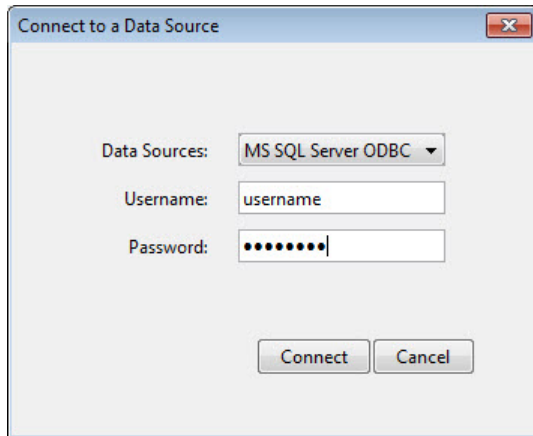 Connect to a Data Source
Data Sources: MS SQL Server ODBC
Username: username
Password: ••••••••
Connect Cancel